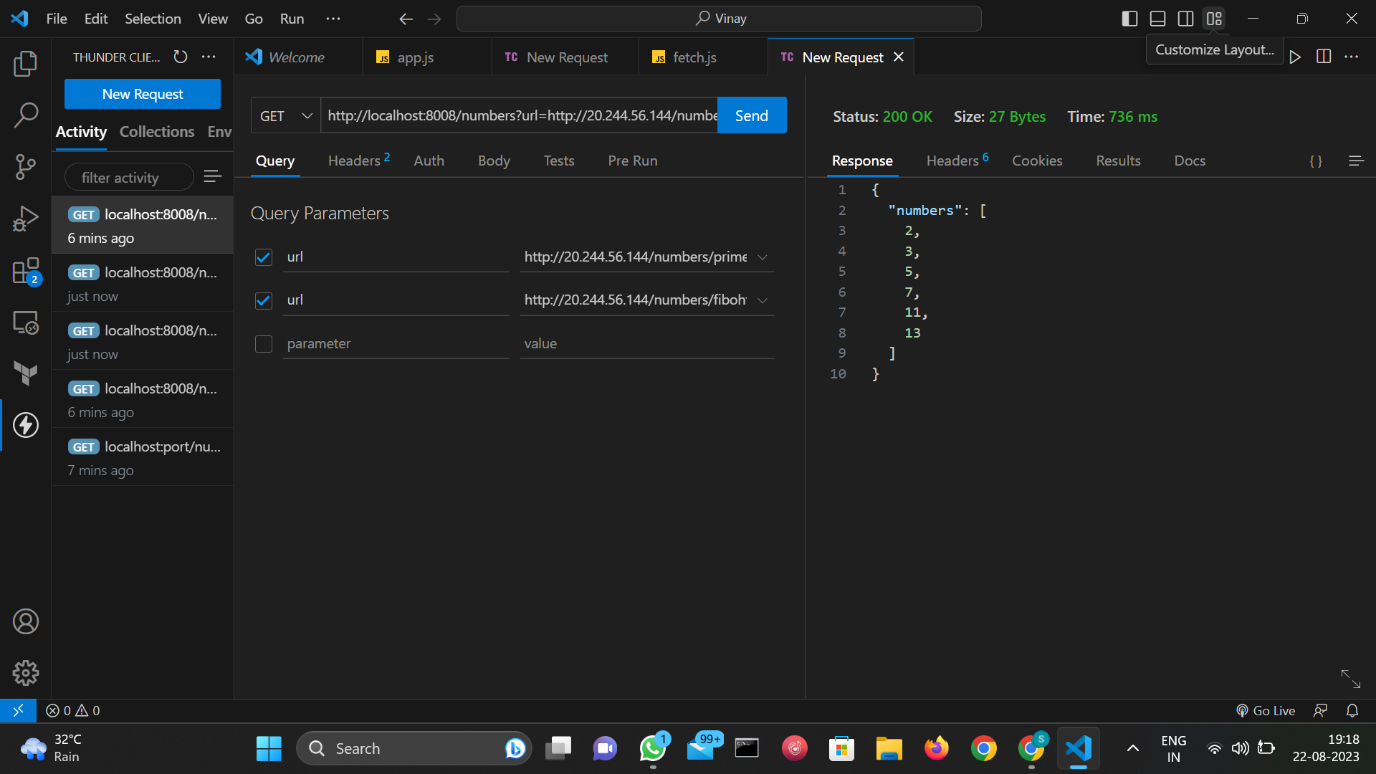 File Edit Selection View Go Run ··· Vinay
Customize Layout...
THUNDER CLIE... ···
Welcome
JS app.js
TC New Request
JS fetch.js
TC New Request
New Request
Activity Collections Env
filter activity
GET localhost:8008/n...
6 mins ago
GET localhost:8008/n...
just now
GET localhost:8008/n...
just now
GET localhost:8008/n...
6 mins ago
GET localhost:port/nu...
7 mins ago
2
GET http://localhost:8008/numbers?url=http://20.244.56.144/numbe Send
Query Headers 2 Auth Body Tests Pre Run
Query Parameters
url http://20.244.56.144/numbers/prime
url http://20.244.56.144/numbers/fiboh
parameter value
Status: 200 OK Size: 27 Bytes Time: 736 ms
Response Headers 6 Cookies Results Docs { }
1 {
2 "numbers": [
3 2,
4 3,
5 5,
6 7,
7 11,
8 13
9 ]
10 }
0 0 Go Live
32°C
Rain
Search
1
99+
S
ENG
IN
19:18
22-08-2023